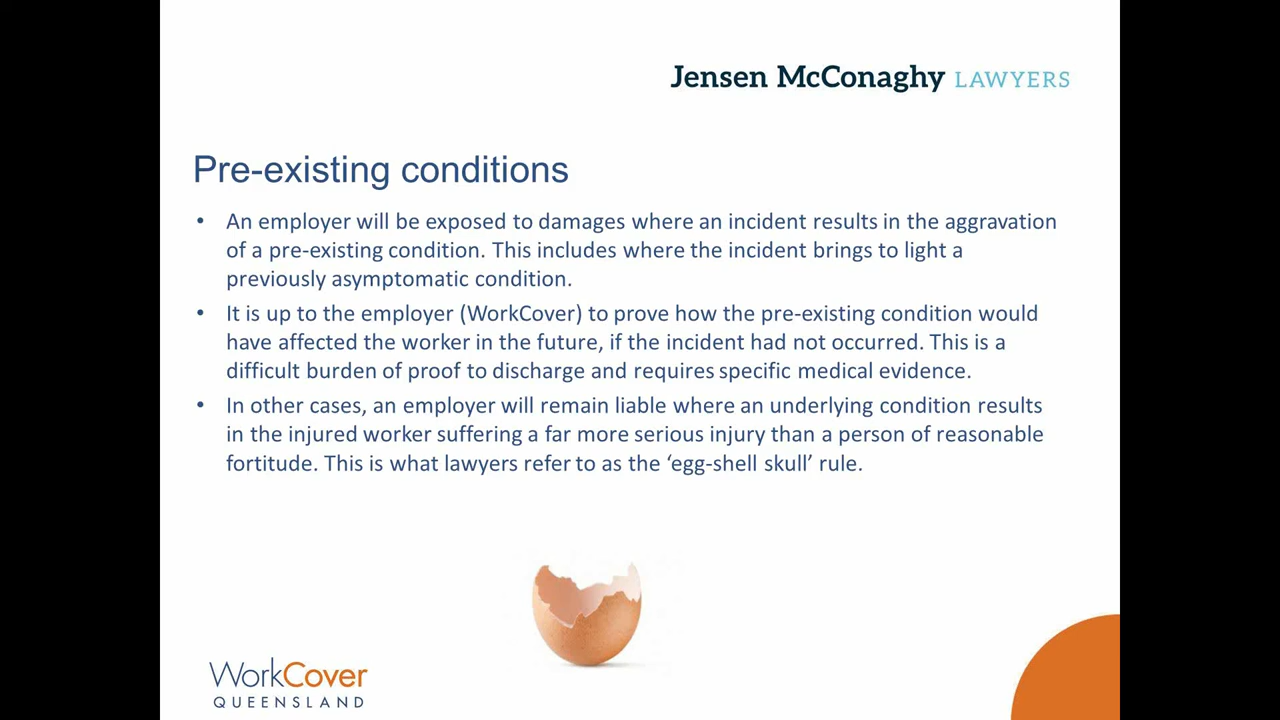 Jensen McConaghy LAWYERS
Pre-existing conditions
• An employer will be exposed to damages where an incident results in the aggravation
of a pre-existing condition. This includes where the incident brings to light a
previously asymptomatic condition.
• It is up to the employer (WorkCover) to prove how the pre-existing condition would
have affected the worker in the future, if the incident had not occurred. This is a
difficult burden of proof to discharge and requires specific medical evidence.
• In other cases, an employer will remain liable where an underlying condition results
in the injured worker suffering a far more serious injury than a person of reasonable
fortitude. This is what lawyers refer to as the ‘egg-shell skull’ rule.
WorkCover
QUEENSLAND